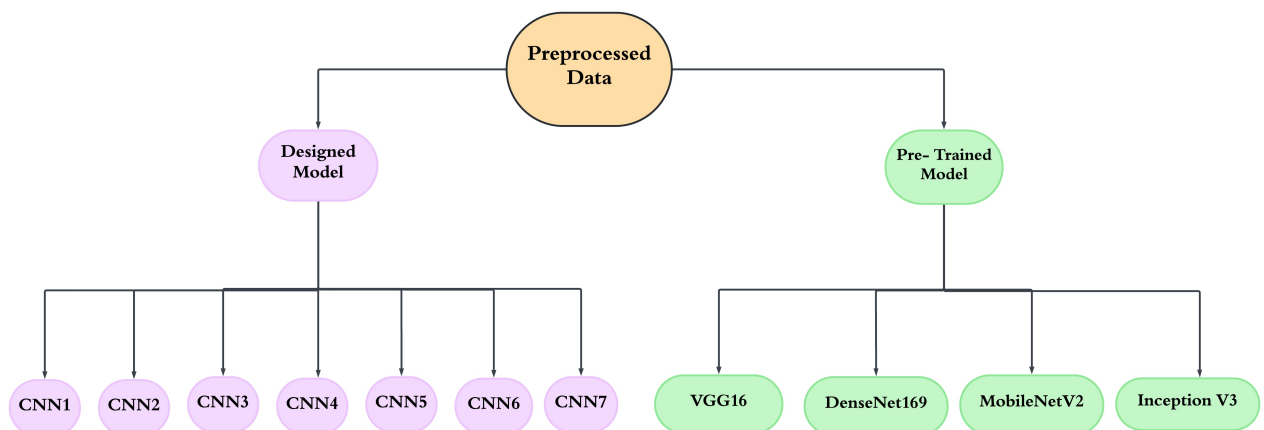 Preprocessed
Data
Designed
Model
Pre- Trained
Model
CNN1
CNN2
CNN3
CNN4
CNN5
CNN6
CNN7
VGG16
DenseNet169
MobileNetV2
Inception V3